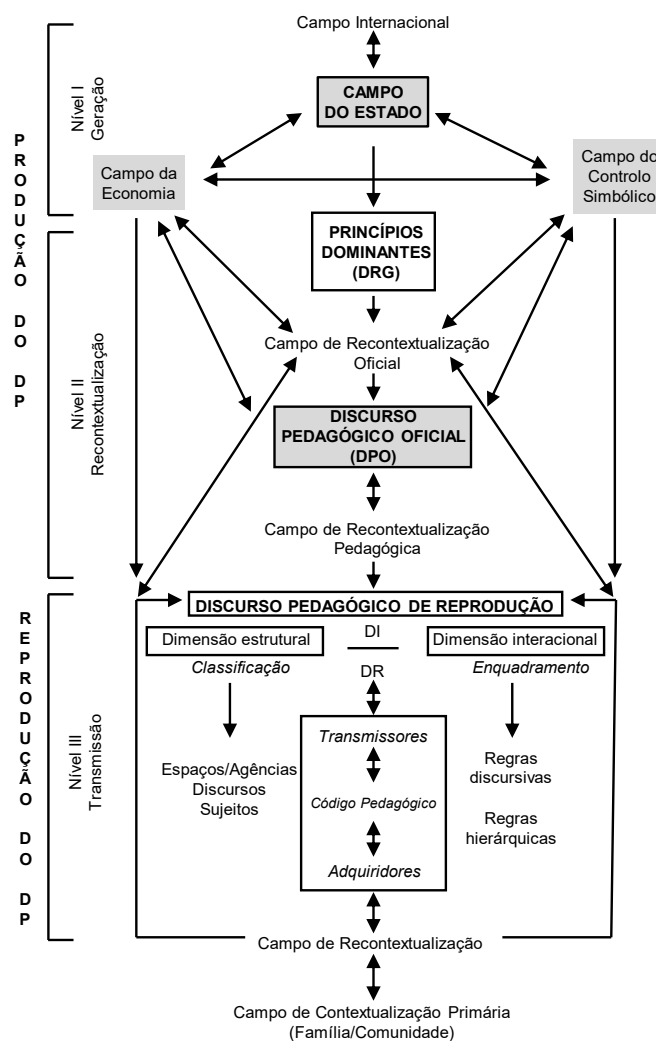 Campo Internacional
CAMPO
DO ESTADO
Campo da
Economia
Campo do
Controlo
Simbólico
PRINCÍPIOS
DOMINANTES
(DRG)
Campo de Recontextualização
Oficial
DISCURSO
PEDAGÓGICO OFICIAL
(DPO)
Campo de Recontextualização
Pedagógica
DISCURSO PEDAGÓGICO DE REPRODUÇÃO
Dimensão estrutural
Classificação
DI
DR
Dimensão interacional
Enquadramento
Espaços/Agências
Discursos
Sujeitos
Transmissores
Código Pedagógico
Adquiridores
Regras
discursivas
Regras
hierárquicas
Campo de Recontextualização
Campo de Contextualização Primária
(Família/Comunidade)
PRODUÇÃO DO DP
Nível I
Geração
Nível II
Recontextualização
REPRODUÇÃO DO DP
Nível III
Transmissão